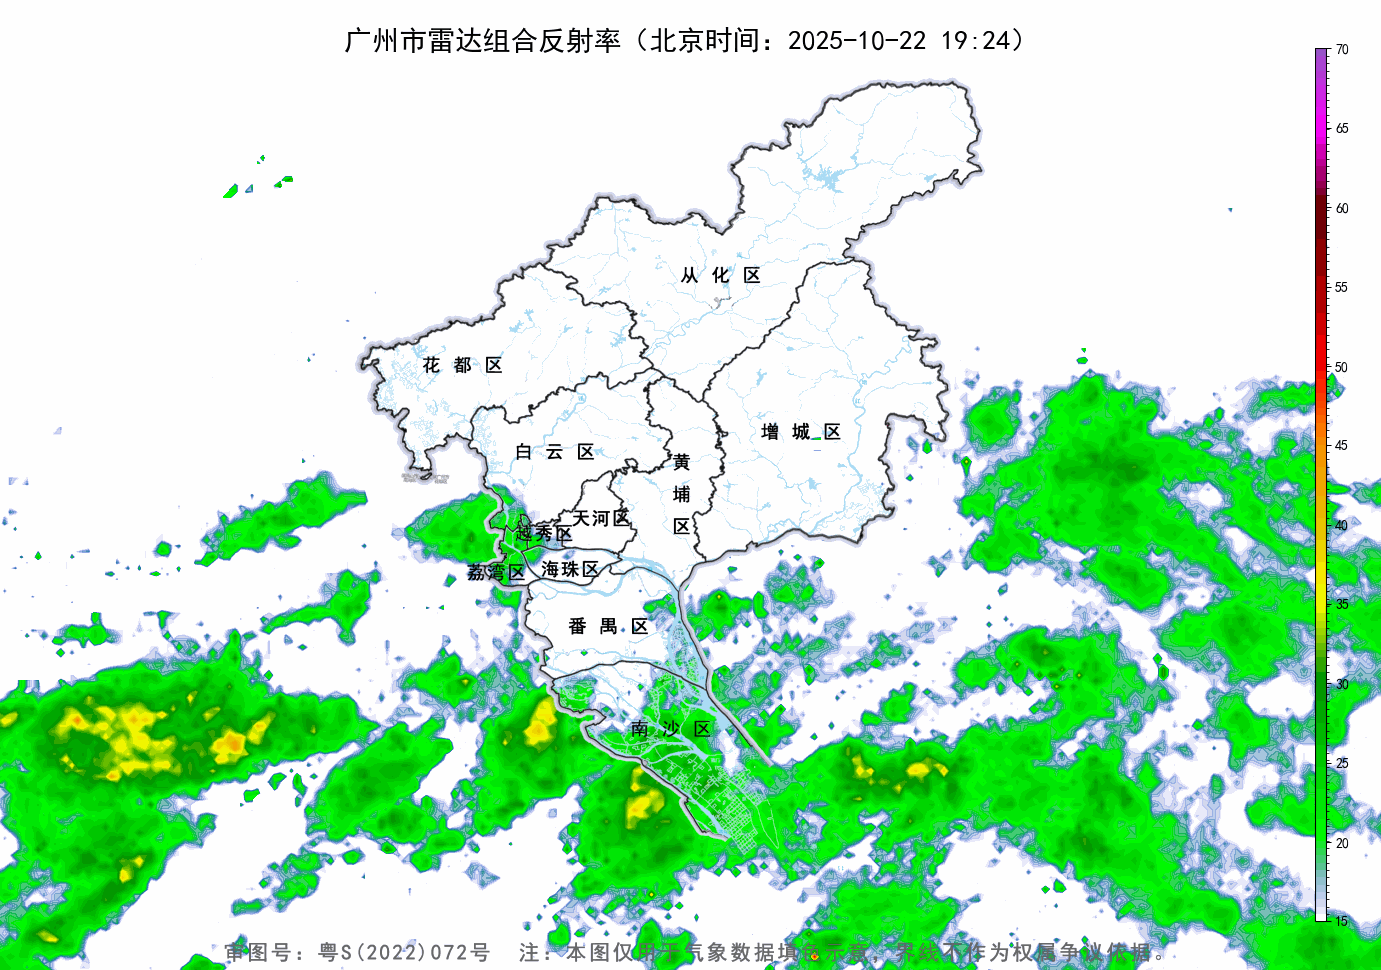 广州市雷达组合反射率（北京时间：2025-10-22 19:24）
70
65
60
55
50
45
40
35
30
25
20
15
从化区
花都区
增城区
白云区
黄埔区
天河区
越秀区
海珠区
荔湾区
番禺区
南沙区
审图号：粤S(2022)072号 注：本图仅用于气象数据填色示意，界线不作为权属争议依据。